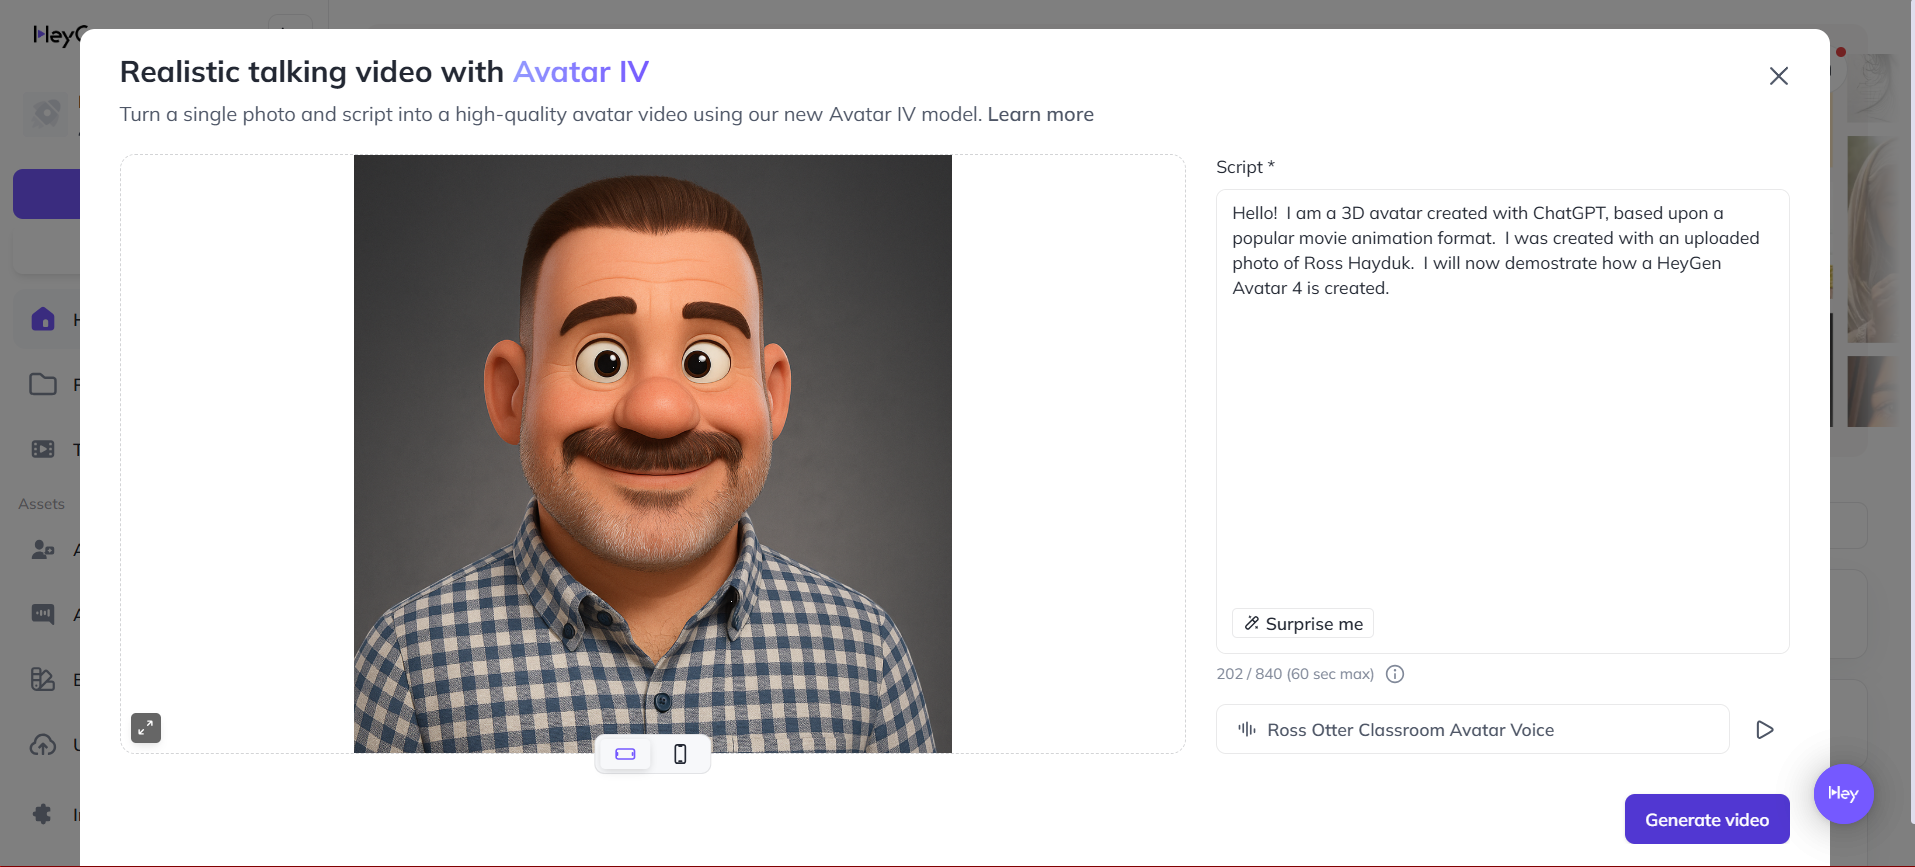 Realistic talking video with Avatar IV
Turn a single photo and script into a high-quality avatar video using our new Avatar IV model. Learn more
Assets
Script *
Hello!  I am a 3D avatar created with ChatGPT, based upon a
popular movie animation format.  I was created with an uploaded
photo of Ross Hayduk.  I will now demostrate how a HeyGen
Avatar 4 is created.
Surprise me
202 / 840 (60 sec max)
Ross Otter Classroom Avatar Voice
Hey
Generate video